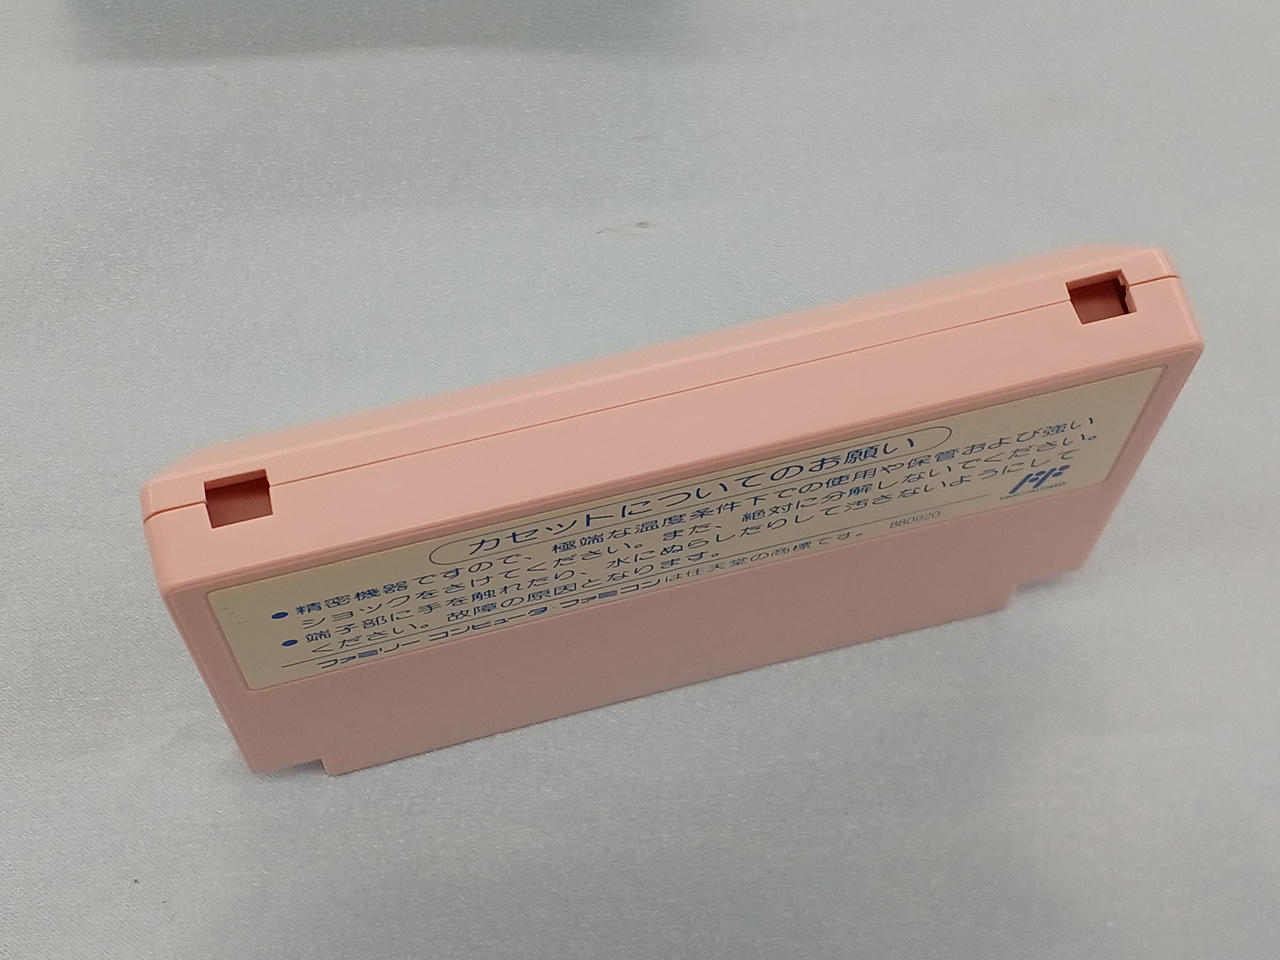 カセットについてのお願い
●精密機器ですので、極端な温度条件下での使用や保管および強い
ショックをさけてください。また、絶対に分解しないでください。
●端子部に手を触れたり、水にぬらしたりして汚さないようにして
ください。故障の原因となります。
ファミリーコンピュータ・ファミコンは任天堂の商標です。
880920